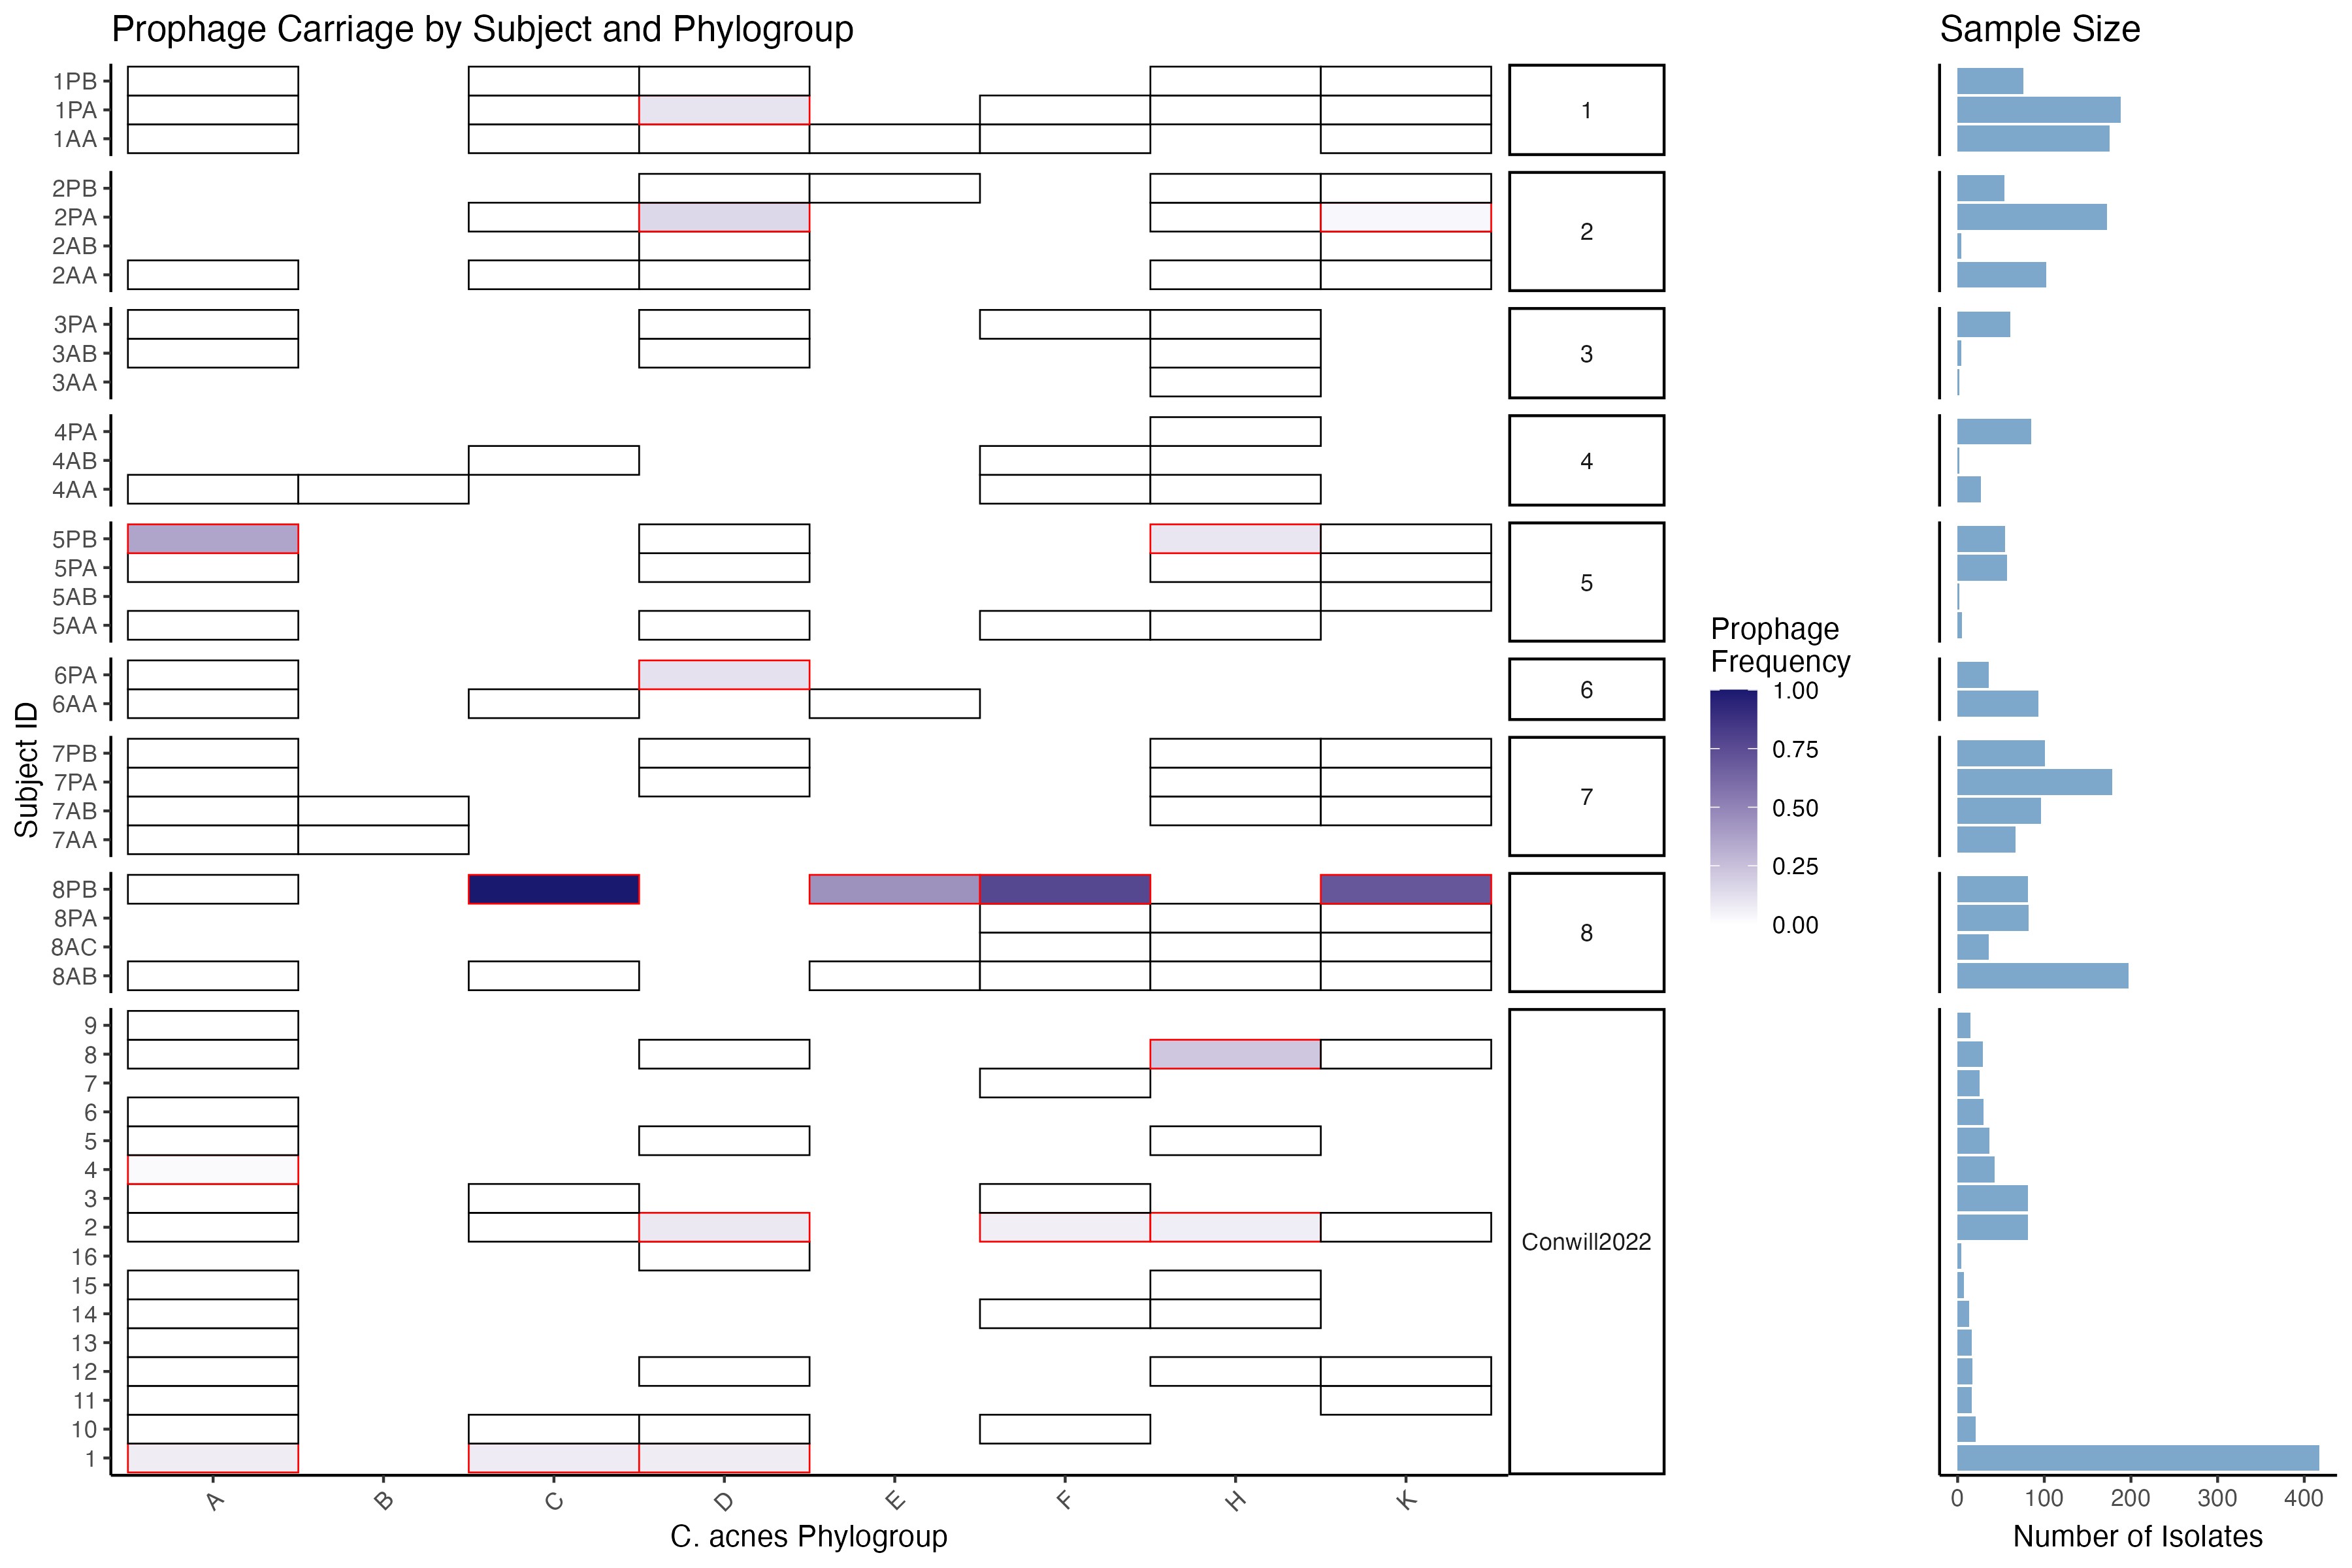 Prophage Carriage by Subject and Phylogroup
Sample Size
1PB
1PA
1AA
1
2PB
2PA
2AB
2AA
2
3PA
3AB
3AA
3
4PA
4AB
4AA
4
5PB
5PA
5AB
5AA
5
6PA
6AA
6
7PB
7PA
7AB
7AA
7
8PB
8PA
8AC
8AB
8
9
8
7
6
5
4
3
2
16
15
14
13
12
11
10
1
Conwill2022
Subject ID
A B C D E F H K
C. acnes Phylogroup
Prophage
Frequency
1.00
0.75
0.50
0.25
0.00
0 100 200 300 400
Number of Isolates